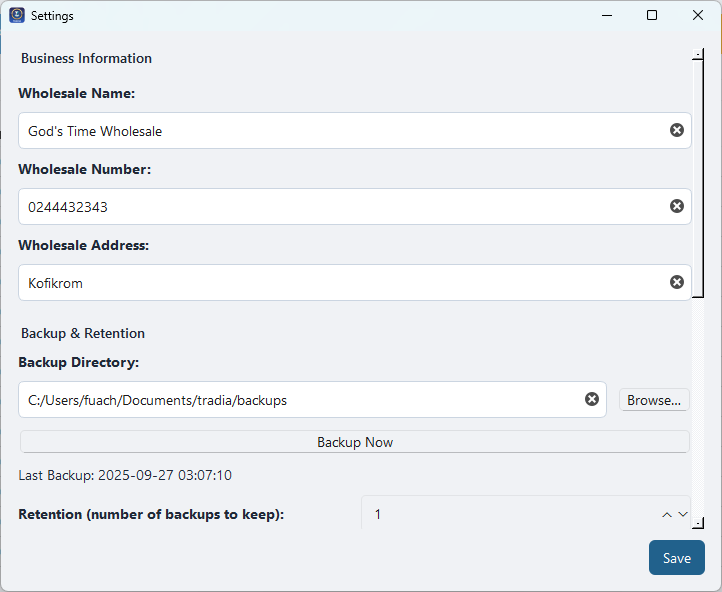 Settings
Business Information
Wholesale Name:
God's Time Wholesale
Wholesale Number:
0244432343
Wholesale Address:
Kofikrom
Backup & Retention
Backup Directory:
C:/Users/fuach/Documents/tradia/backups
Browse...
Backup Now
Last Backup: 2025-09-27 03:07:10
Retention (number of backups to keep): 1
Save